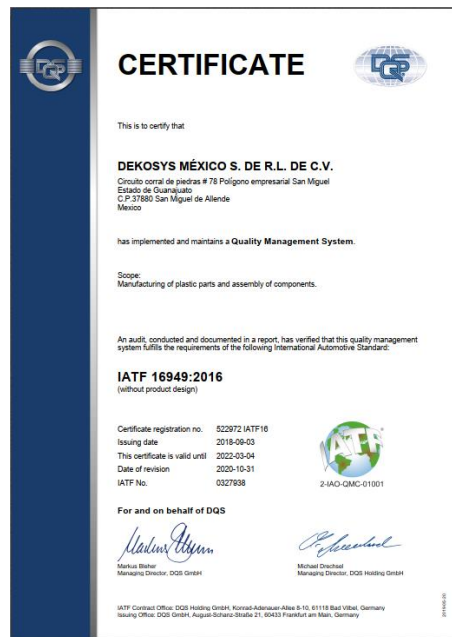 DQS
CERTIFICATE
DQS
This is to certify that
DEKOSYS MÉXICO S. DE R.L. DE C.V.
Circuito corral de piedras # 78 Polígono empresarial San Miguel
Estado de Guanajuato
C.P.37880 San Miguel de Allende
Mexico
has implemented and maintains a Quality Management System.
Scope:
Manufacturing of plastic parts and assembly of components.
An audit, conducted and documented in a report, has verified that this quality management
system fulfills the requirements of the following International Automotive Standard:
IATF 16949:2016
(without product design)
Certificate registration no. 522972 IATF16
Issuing date 2018-09-03
This certificate is valid until 2022-03-04
Date of revision 2020-10-31
IATF No. 0327938
IATF
2-IAO-QMC-01001
For and on behalf of DQS
Markus Bleher
Managing Director, DQS GmbH
Michael Drechsel
Managing Director, DQS Holding GmbH
IATF Contract Office: DQS Holding GmbH, Konrad-Adenauer-Allee 8-10, 61118 Bad Vilbel, Germany
Issuing Office: DQS GmbH, August-Schanz-Straße 21, 60433 Frankfurt am Main, Germany